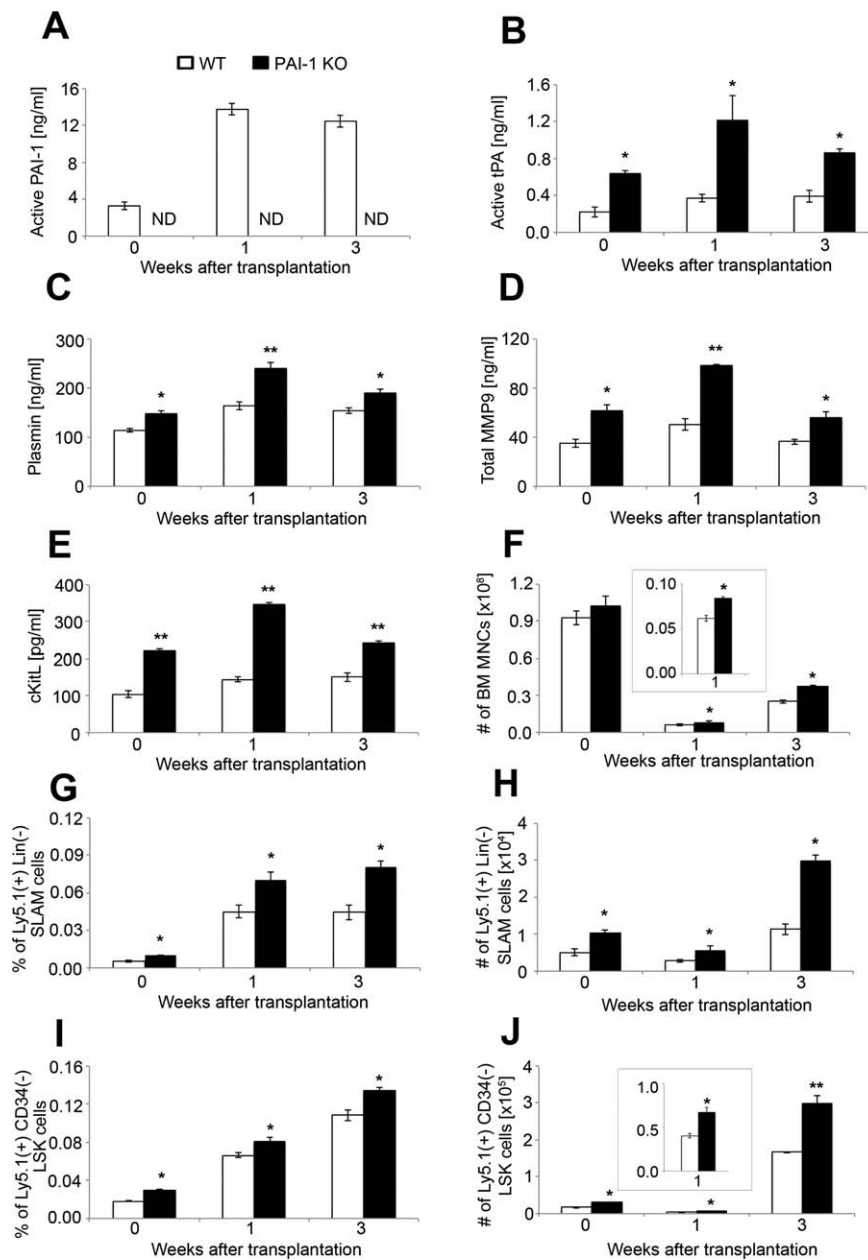 A
WT
PAI-1 KO
Active PAI-1 [ng/ml]
16
12
8
4
0
ND
ND
ND
0
1
3
Weeks after transplantation
B
Active tPA [ng/ml]
1.6
1.2
0.8
0.4
0.0
*
*
*
0
1
3
Weeks after transplantation
C
Plasmin [ng/ml]
300
200
100
0
*
**
*
0
1
3
Weeks after transplantation
D
Total MMP9 [ng/ml]
120
80
40
0
*
**
*
0
1
3
Weeks after transplantation
E
cKitL [pg/ml]
400
300
200
100
0
**
**
**
0
1
3
Weeks after transplantation
F
# of BM MNCs [x10⁸]
1.2
0.9
0.6
0.3
0.0
0.10
0.05
0.00
*
1
*
*
0
1
3
Weeks after transplantation
G
% of Ly5.1(+) Lin(-)
SLAM cells
0.12
0.09
0.06
0.03
0.00
*
*
*
0
1
3
Weeks after transplantation
H
# of Ly5.1(+) Lin(-)
SLAM cells [x10⁴]
4
3
2
1
0
*
*
*
0
1
3
Weeks after transplantation
I
% of Ly5.1(+) CD34(-)
LSK cells
0.16
0.12
0.08
0.04
0.00
*
*
*
0
1
3
Weeks after transplantation
J
# of Ly5.1(+) CD34(-)
LSK cells [x10⁵]
4
3
2
1
0
1.0
0.5
0.0
*
1
*
*
**
0
1
3
Weeks after transplantation